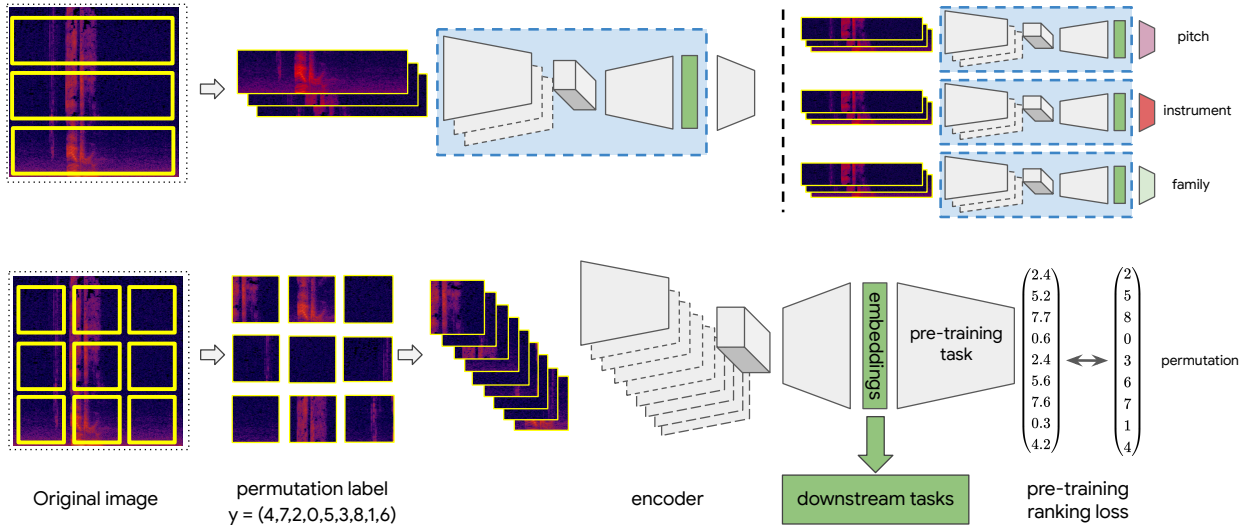 pitch
instrument
family
embeddings
pre-training
task
2.4
5.2
7.7
0.6
2.4
5.6
7.6
0.3
4.2
2
5
8
0
3
6
7
1
4
permutation
Original image
permutation label
y = (4,7,2,0,5,3,8,1,6)
encoder
downstream tasks
pre-training
ranking loss